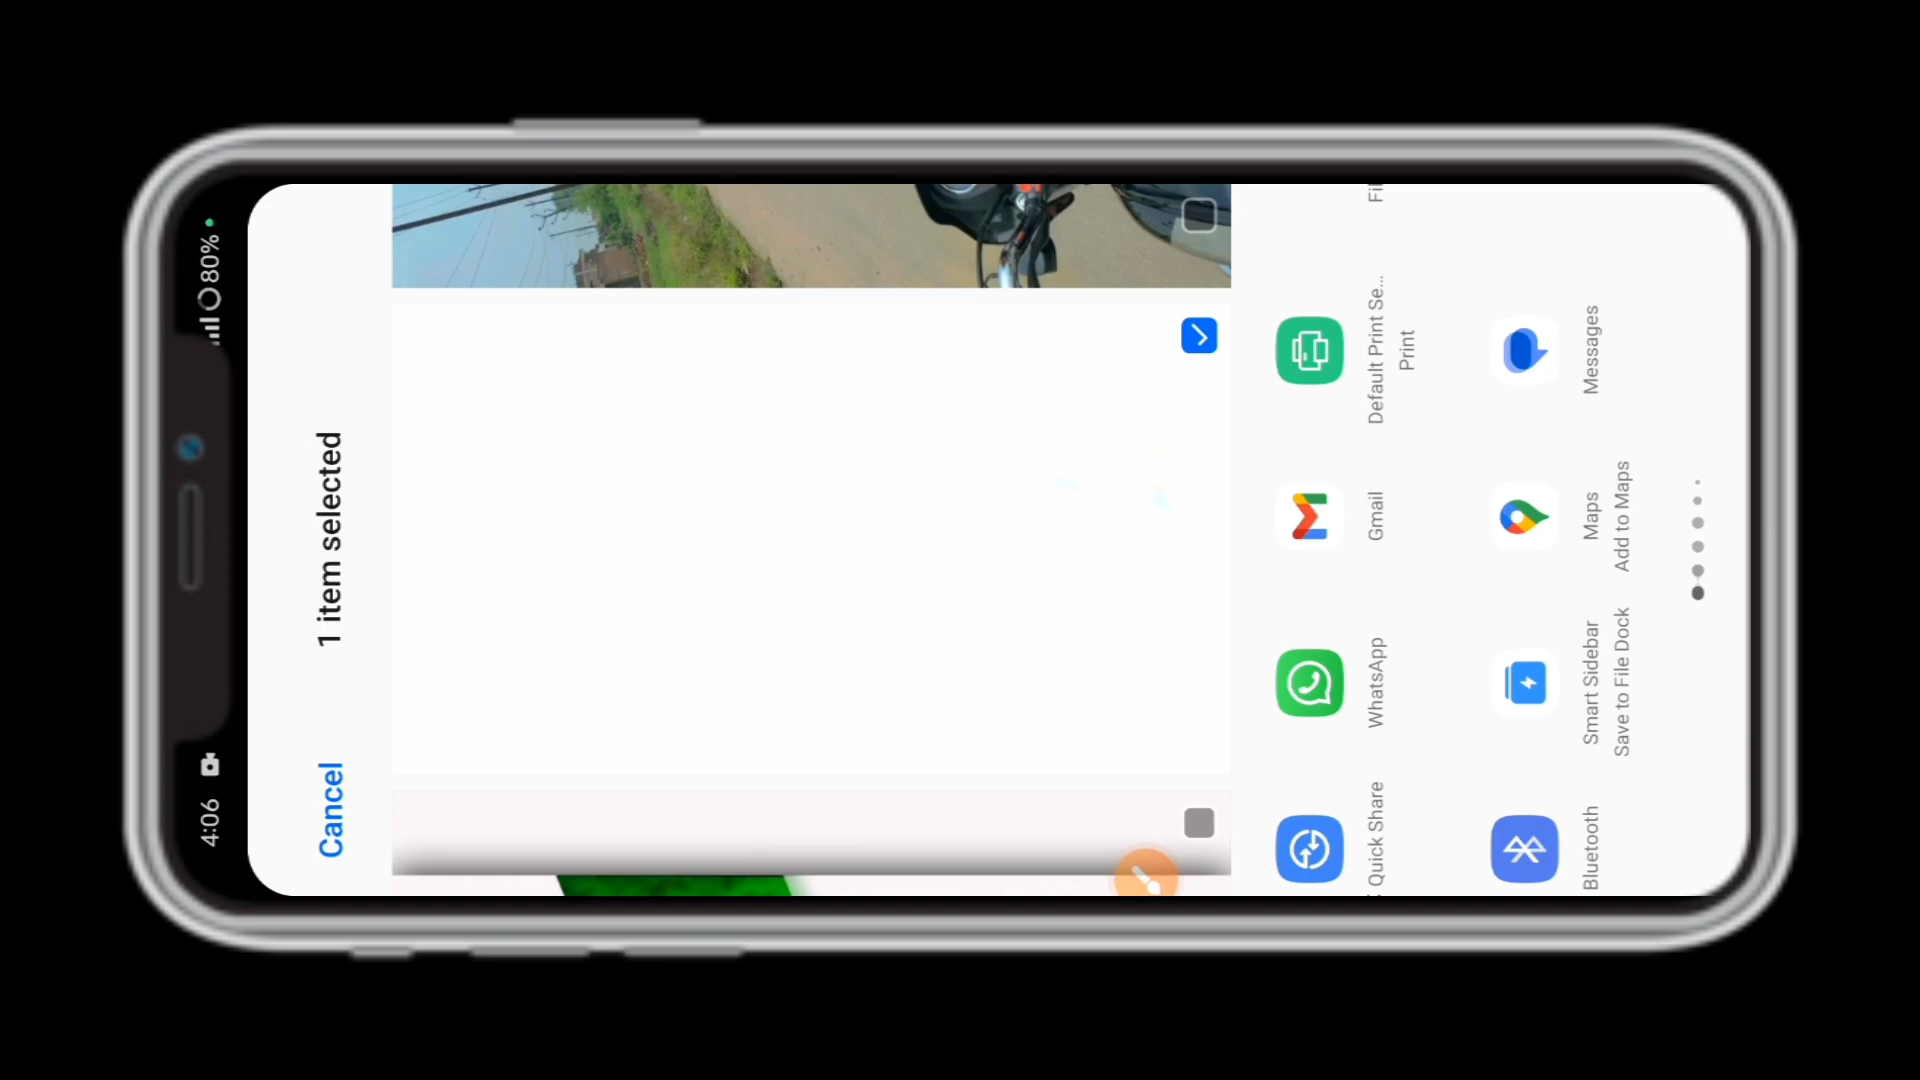 4:06
80%
Cancel
1 item selected
Quick Share
WhatsApp
Gmail
Default Print Se...
Print
Fi
Bluetooth
Smart Sidebar
Save to File Dock
Maps
Add to Maps
Messages